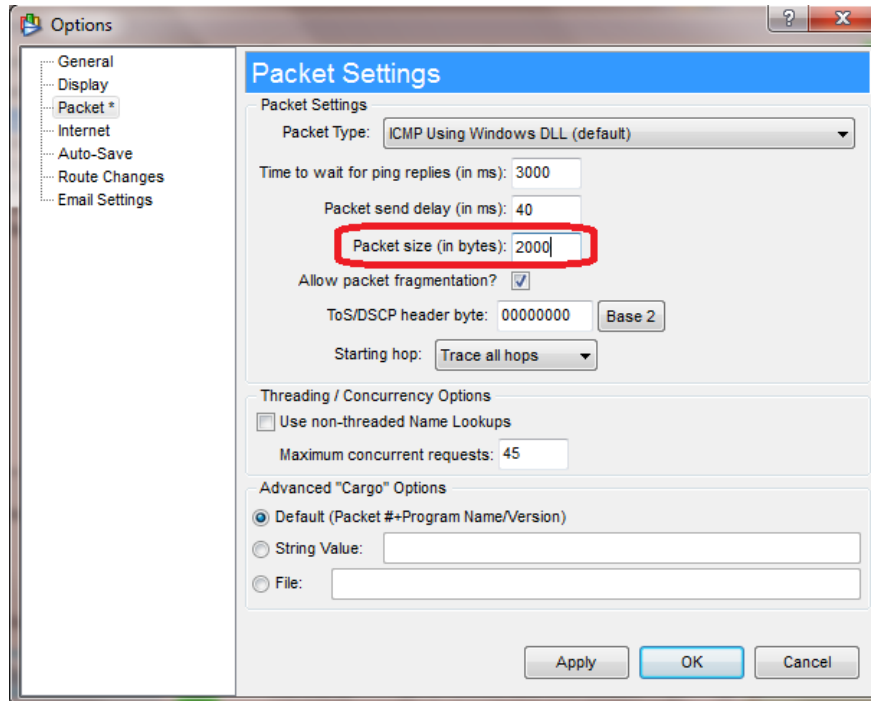 Options
General
Display
Packet *
Internet
Auto-Save
Route Changes
Email Settings
Packet Settings
Packet Settings
Packet Type: ICMP Using Windows DLL (default)
Time to wait for ping replies (in ms): 3000
Packet send delay (in ms): 40
Packet size (in bytes): 2000
Allow packet fragmentation?
ToS/DSCP header byte: 00000000 Base 2
Starting hop: Trace all hops
Threading / Concurrency Options
Use non-threaded Name Lookups
Maximum concurrent requests: 45
Advanced "Cargo" Options
Default (Packet #+Program Name/Version)
String Value:
File:
Apply OK Cancel